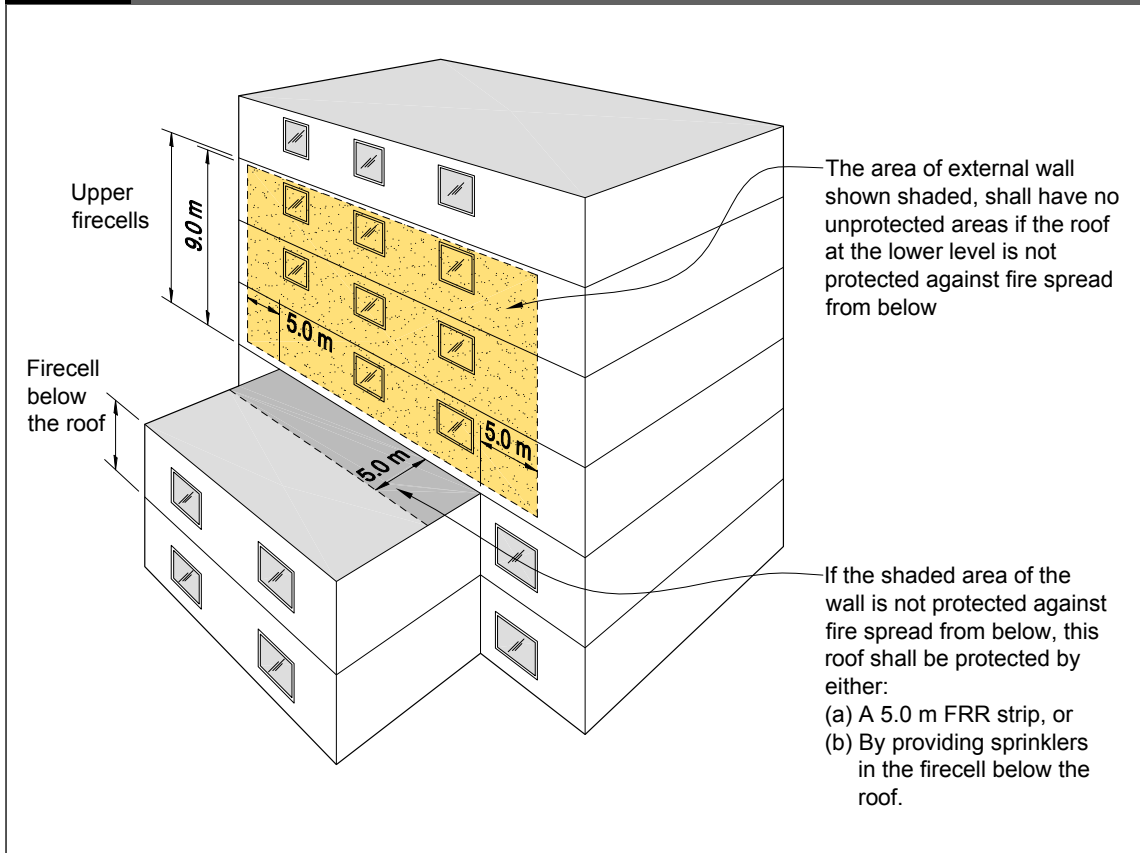 Upper
firecells
9.0 m
The area of external wall
shown shaded, shall have no
unprotected areas if the roof
at the lower level is not
protected against fire spread
from below
5.0 m
Firecell
below
the roof
5.0 m
5.0 m
If the shaded area of the
wall is not protected against
fire spread from below, this
roof shall be protected by
either:
(a) A 5.0 m FRR strip, or
(b) By providing sprinklers
in the firecell below the
roof.